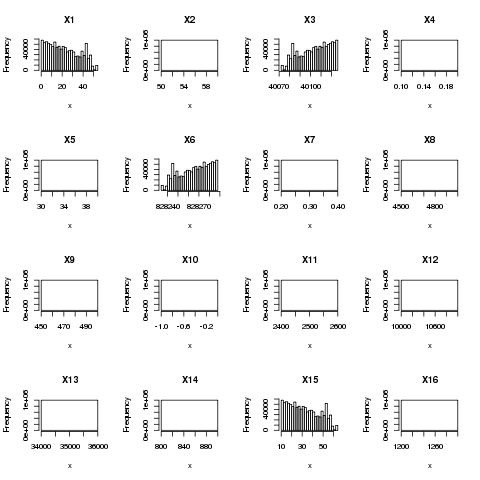 X1 X2 X3 X4
Frequency 0 40000 Frequency 0e+00 1e+06 Frequency 0 40000 Frequency 0e+00 1e+06
0 20 40 50 54 58 40070 40100 0.10 0.14 0.18
x x x x
X5 X6 X7 X8
Frequency 0e+00 1e+06 Frequency 0 40000 Frequency 0e+00 1e+06 Frequency 0e+00 1e+06
30 34 38 828240 828270 0.20 0.30 0.40 4500 4800
x x x x
X9 X10 X11 X12
Frequency 0e+00 1e+06 Frequency 0e+00 1e+06 Frequency 0e+00 1e+06 Frequency 0e+00 1e+06
450 470 490 -1.0 -0.6 -0.2 2400 2500 2600 10000 10600
x x x x
X13 X14 X15 X16
Frequency 0e+00 1e+06 Frequency 0e+00 1e+06 Frequency 0 40000 Frequency 0e+00 1e+06
34000 35000 36000 800 840 880 10 30 50 1200 1260
x x x x